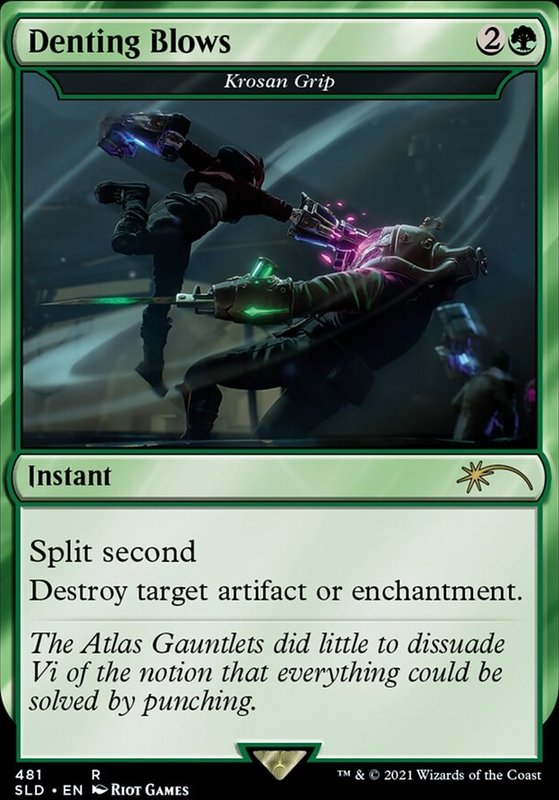 Denting Blows 2
Krosan Grip
Instant
Split second
Destroy target artifact or enchantment.
The Atlas Gauntlets did little to dissuade
Vi of the notion that everything could be
solved by punching.
481 R
SLD • EN RIOT GAMES
™ & © 2021 Wizards of the Coast